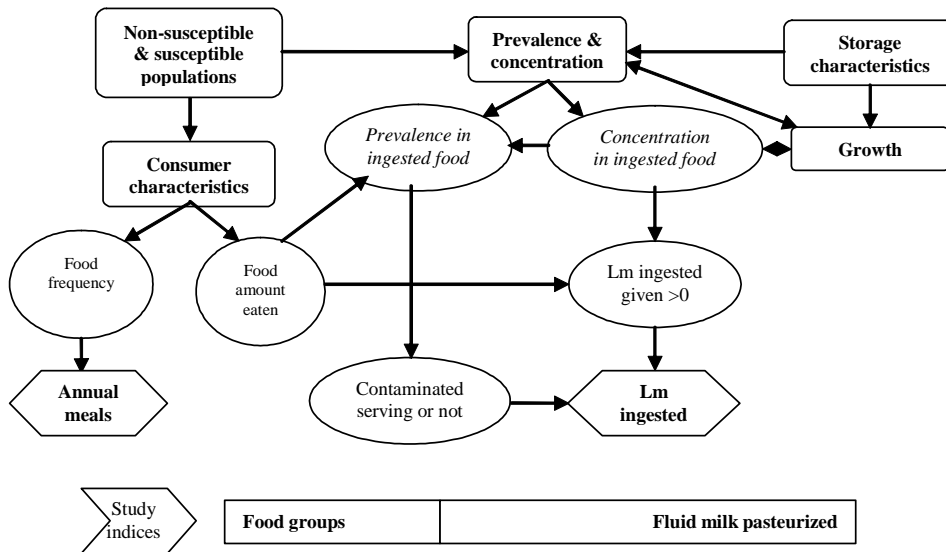 Non-susceptible
& susceptible
populations
Prevalence &
concentration
Storage
characteristics
Prevalence in
ingested food
Concentration
in ingested food
Growth
Consumer
characteristics
Food
frequency
Food
amount
eaten
Lm ingested
given >0
Annual
meals
Contaminated
serving or not
Lm
ingested
Study
indices
Food groups
Fluid milk pasteurized